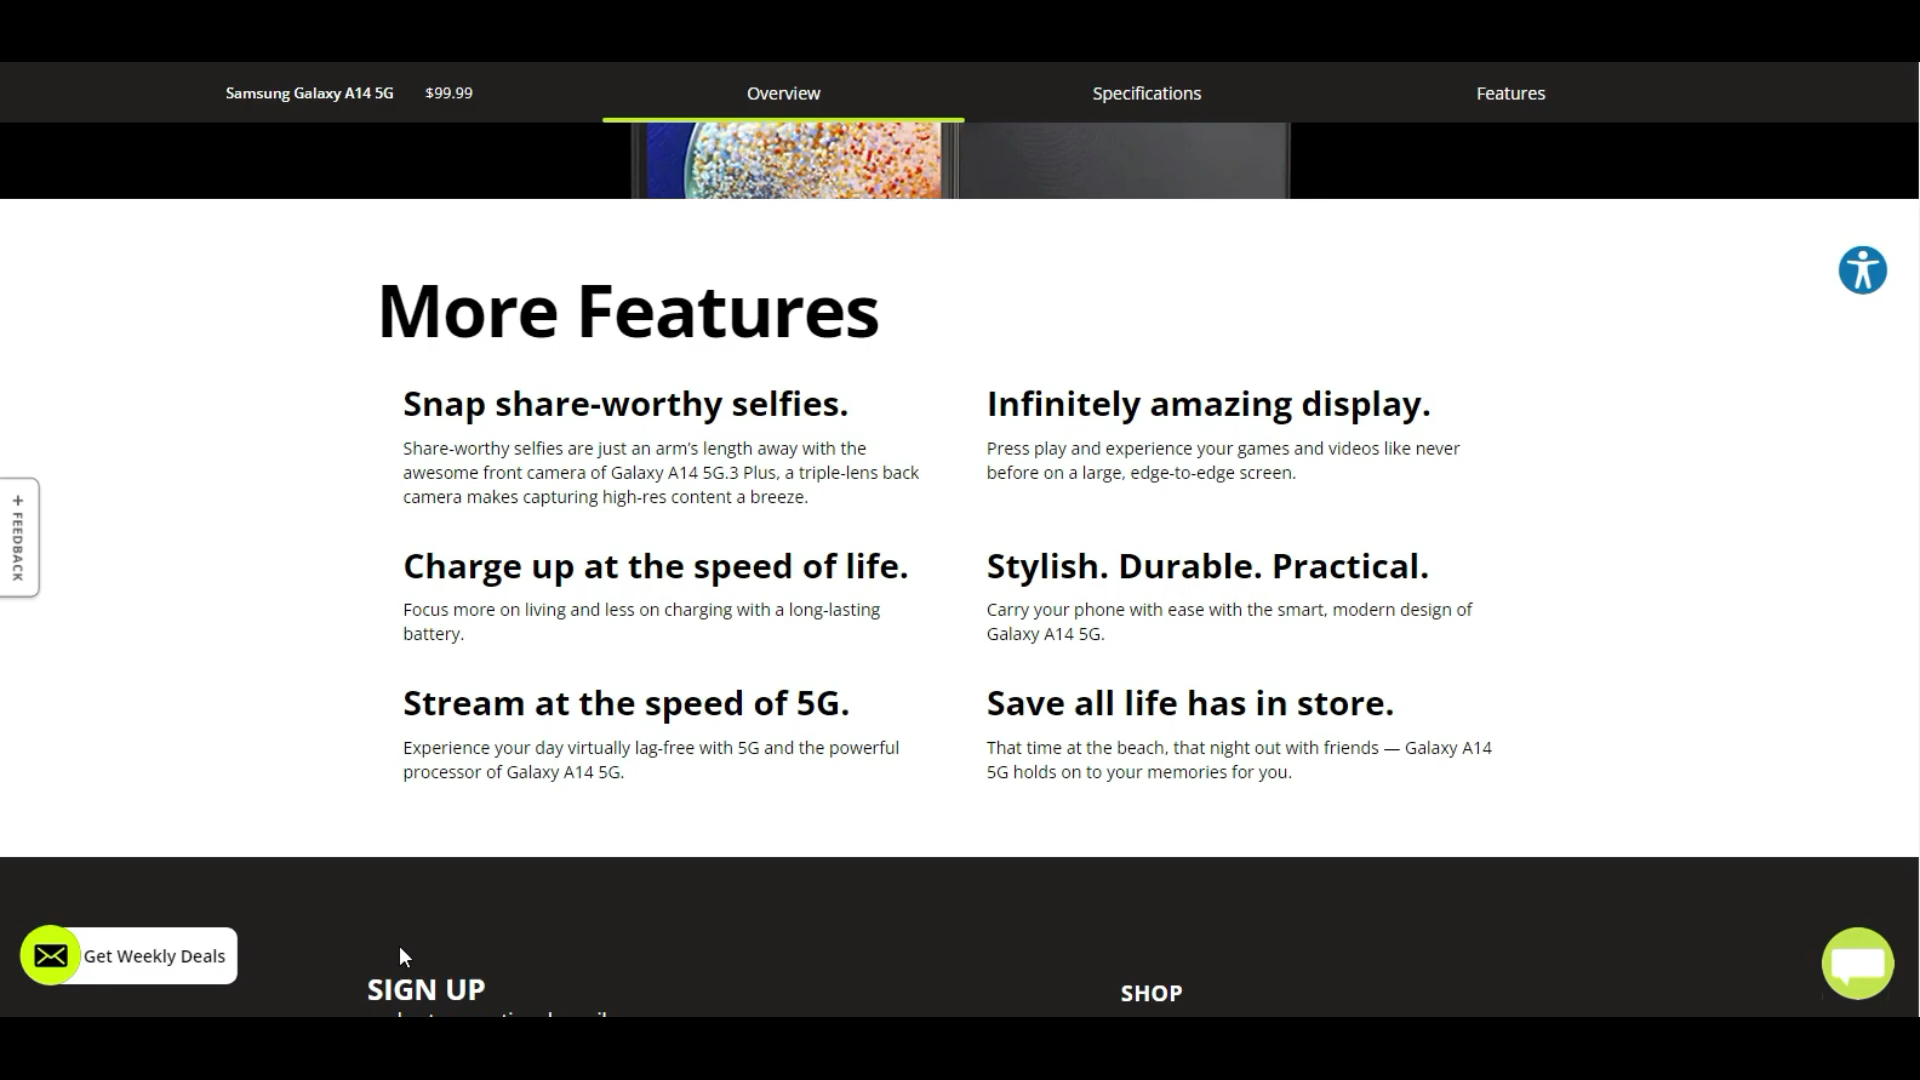 Samsung Galaxy A14 5G $99.99 Overview Specifications Features
More Features
Snap share-worthy selfies.
Share-worthy selfies are just an arm's length away with the
awesome front camera of Galaxy A14 5G.3 Plus, a triple-lens back
camera makes capturing high-res content a breeze.
Infinitely amazing display.
Press play and experience your games and videos like never
before on a large, edge-to-edge screen.
Charge up at the speed of life.
Focus more on living and less on charging with a long-lasting
battery.
Stylish. Durable. Practical.
Carry your phone with ease with the smart, modern design of
Galaxy A14 5G.
Stream at the speed of 5G.
Experience your day virtually lag-free with 5G and the powerful
processor of Galaxy A14 5G.
Save all life has in store.
That time at the beach, that night out with friends — Galaxy A14
5G holds on to your memories for you.
+ FEEDBACK
Get Weekly Deals
SIGN UP
SHOP